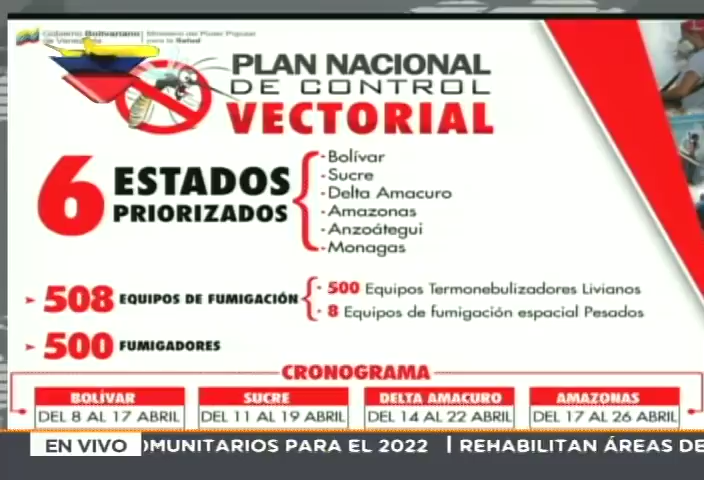 Gobierno Bolivariano
de Venezuela
Ministerio del Poder Popular
para la Salud
PLAN NACIONAL
DE CONTROL
VECTORIAL
6 ESTADOS
PRIORIZADOS
- Bolívar
- Sucre
- Delta Amacuro
- Amazonas
- Anzoátegui
- Monagas
508 EQUIPOS DE FUMIGACIÓN
· 500 Equipos Termonebulizadores Livianos
· 8 Equipos de fumigación espacial Pesados
500 FUMIGADORES
CRONOGRAMA
BOLÍVAR
DEL 8 AL 17 ABRIL
SUCRE
DEL 11 AL 19 ABRIL
DELTA AMACURO
DEL 14 AL 22 ABRIL
AMAZONAS
DEL 17 AL 26 ABRIL
EN VIVO OMUNITARIOS PARA EL 2022 | REHABILITAN ÁREAS DE